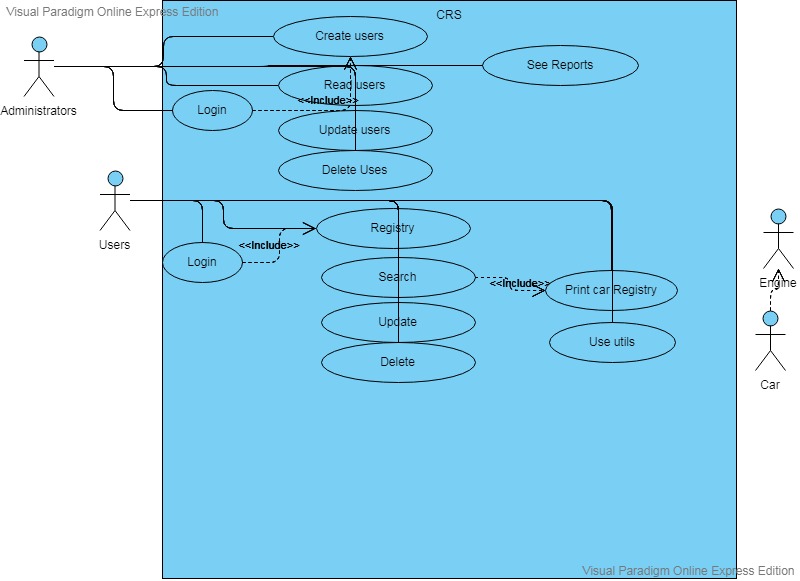 Visual Paradigm Online Express Edition
CRS
Create users
See Reports
Read users
<<Include>>
Administrators
Login
Update users
Delete Uses
Users
Registry
<<Include>>
Login
Search
<<Include>>
Print car Registry
Engine
Update
Use utils
Delete
Car
Visual Paradigm Online Express Edition